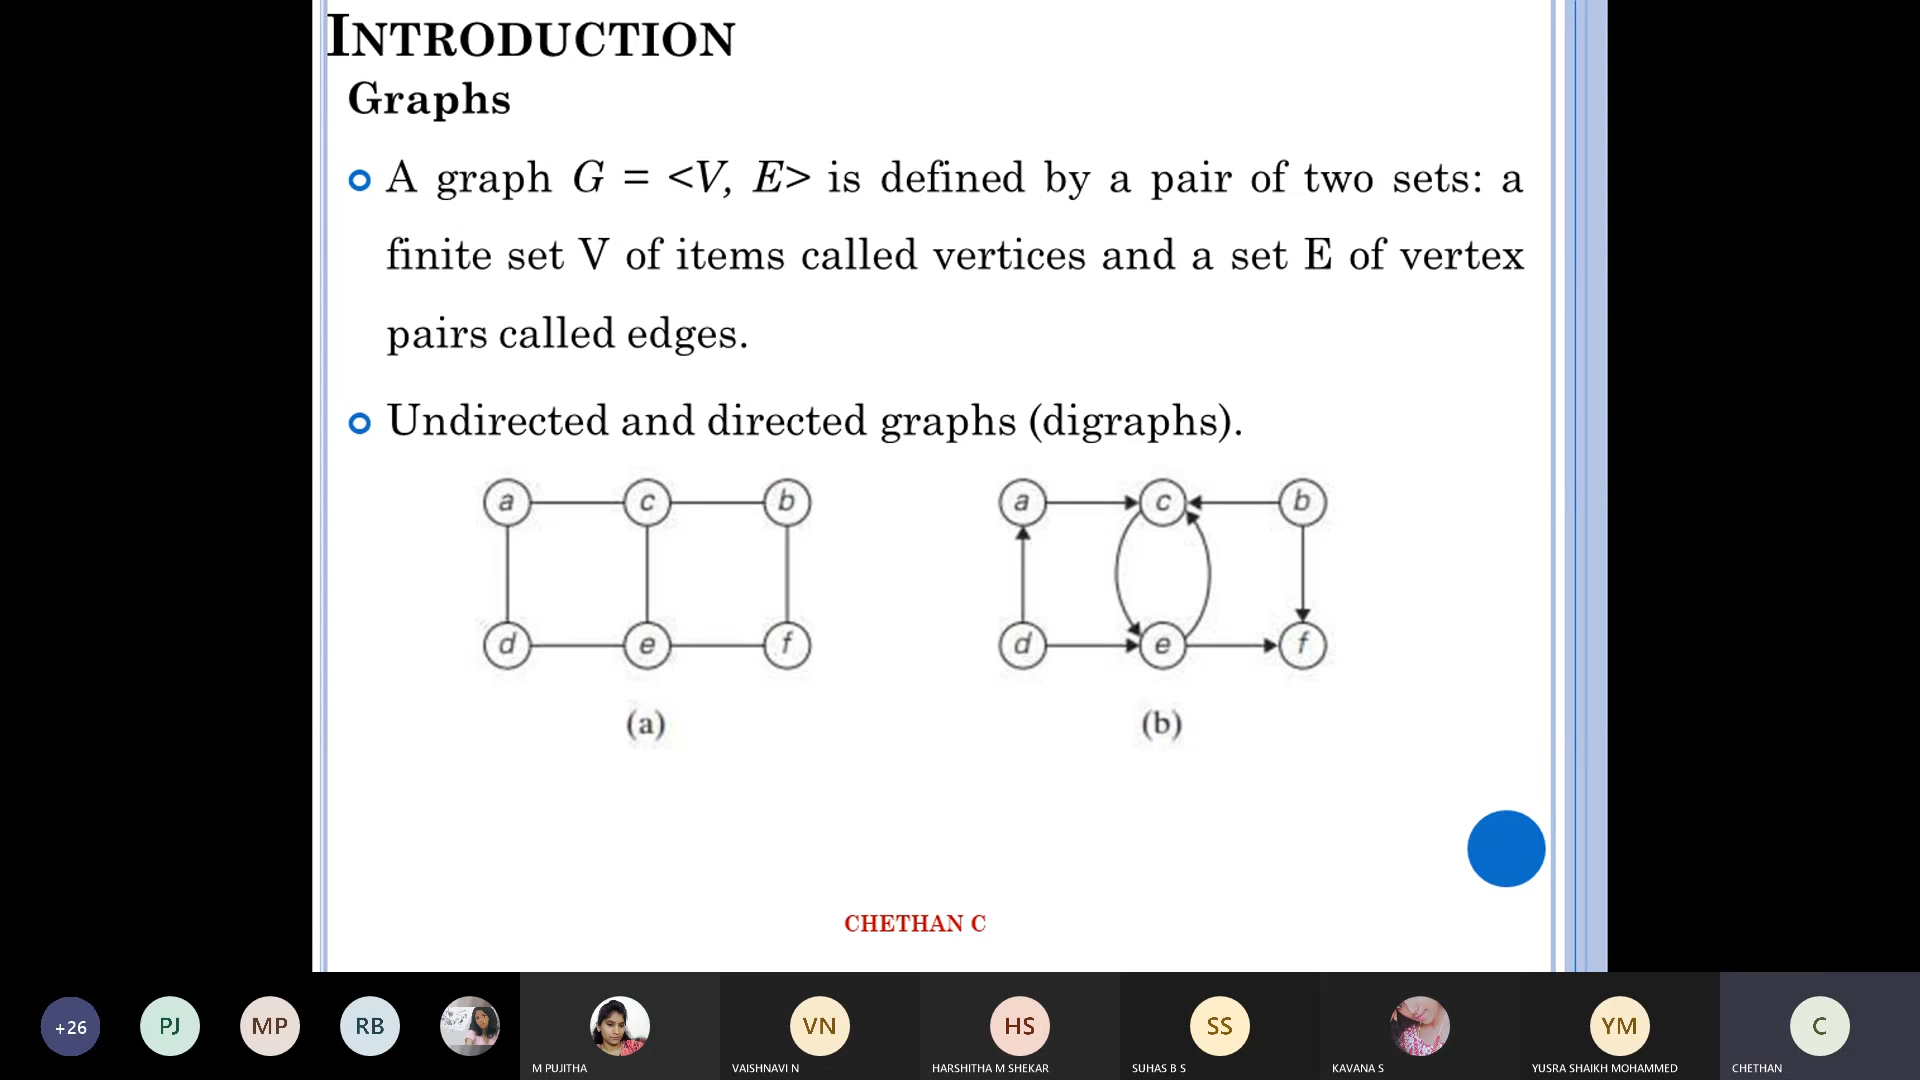 INTRODUCTION
Graphs
A graph G = <V, E> is defined by a pair of two sets: a
finite set V of items called vertices and a set E of vertex
pairs called edges.
Undirected and directed graphs (digraphs).
a c b a c b
d e f d e f
(a) (b)
CHETHAN C
+26 PJ MP RB VN HS SS YM C
M PUJITHA VAISHNAVI N HARSHITHA M SHEKAR SUHAS B S KAVANA S YUSRA SHAIKH MOHAMMED CHETHAN